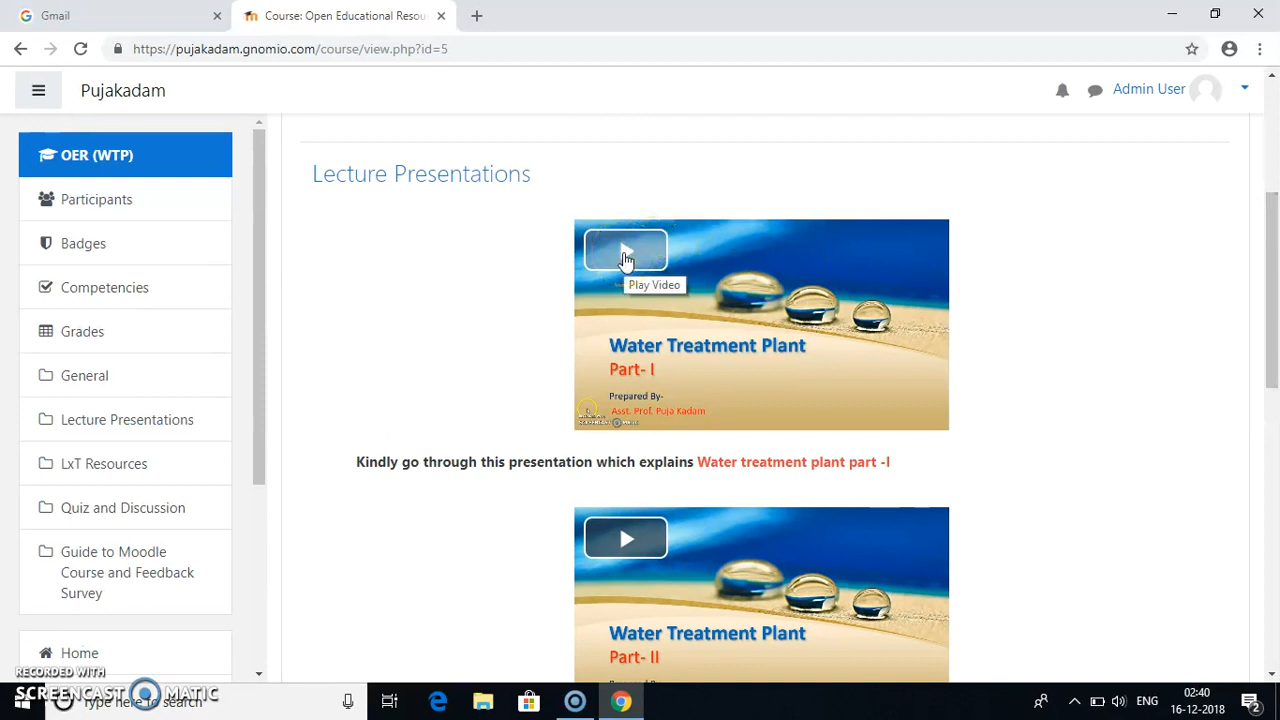 Gmail
Course: Open Educational Resou
https://pujakadam.gnomio.com/course/view.php?id=5
Pujakadam
Admin User
OER (WTP)
Participants
Badges
Competencies
Grades
General
Lecture Presentations
LxT Resources
Quiz and Discussion
Guide to Moodle
Course and Feedback
Survey
Home
Lecture Presentations
Play Video
Water Treatment Plant
Part- I
Prepared By-
Asst. Prof. Puja Kadam
Kindly go through this presentation which explains Water treatment plant part -I
Water Treatment Plant
Part- II
RECORDED WITH
SCREENCAST MATIC
Type here to search
ENG
02:40
16-12-2018
2